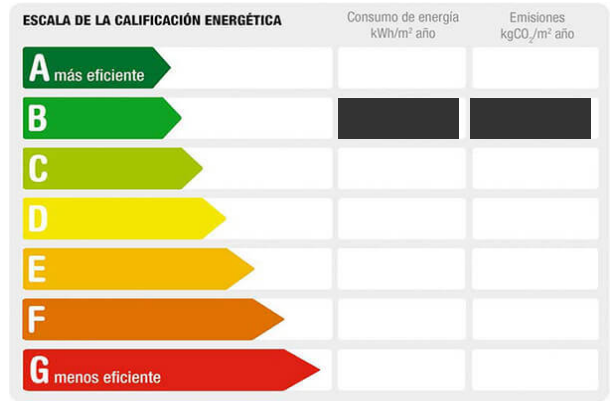 ESCALA DE LA CALIFICACIÓN ENERGÉTICA
Consumo de energía
kWh/m² año
Emisiones
kgCO₂/m² año
A más eficiente
B
C
D
E
F
G menos eficiente